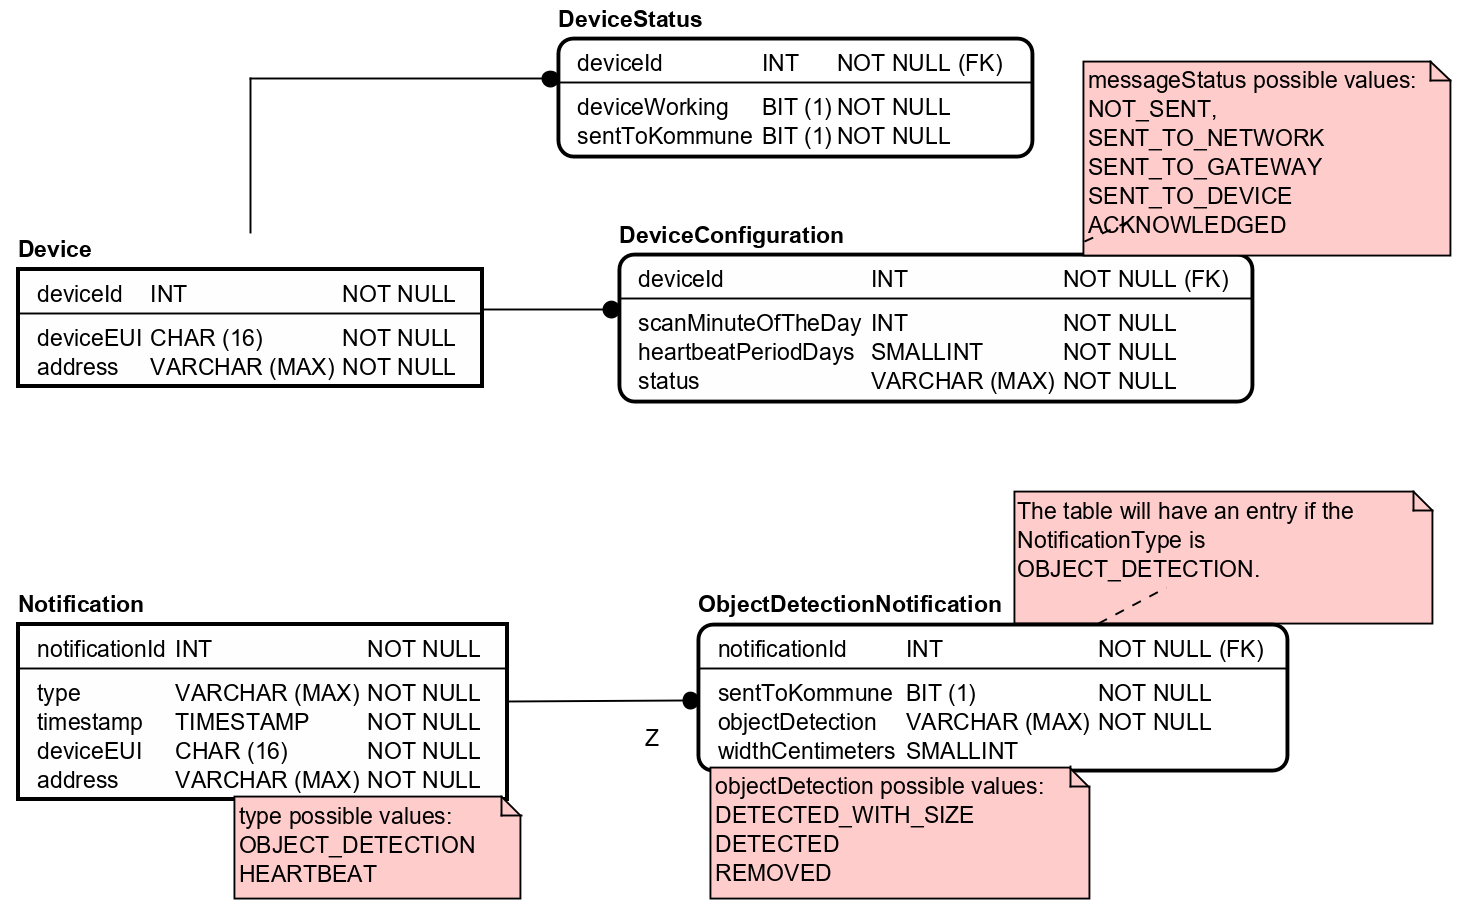 DeviceStatus
deviceId INT NOT NULL (FK)
deviceWorking BIT (1) NOT NULL
sentToKommune BIT (1) NOT NULL
messageStatus possible values:
NOT_SENT,
SENT_TO_NETWORK
SENT_TO_GATEWAY
SENT_TO_DEVICE
ACKNOWLEDGED
Device
deviceId INT NOT NULL
deviceEUI CHAR (16) NOT NULL
address VARCHAR (MAX) NOT NULL
DeviceConfiguration
deviceId INT NOT NULL (FK)
scanMinuteOfTheDay INT NOT NULL
heartbeatPeriodDays SMALLINT NOT NULL
status VARCHAR (MAX) NOT NULL
The table will have an entry if the
NotificationType is
OBJECT_DETECTION.
Notification
notificationId INT NOT NULL
type VARCHAR (MAX) NOT NULL
timestamp TIMESTAMP NOT NULL
deviceEUI CHAR (16) NOT NULL
address VARCHAR (MAX) NOT NULL
type possible values:
OBJECT_DETECTION
HEARTBEAT
Z
ObjectDetectionNotification
notificationId INT NOT NULL (FK)
sentToKommune BIT (1) NOT NULL
objectDetection VARCHAR (MAX) NOT NULL
widthCentimeters SMALLINT
objectDetection possible values:
DETECTED_WITH_SIZE
DETECTED
REMOVED